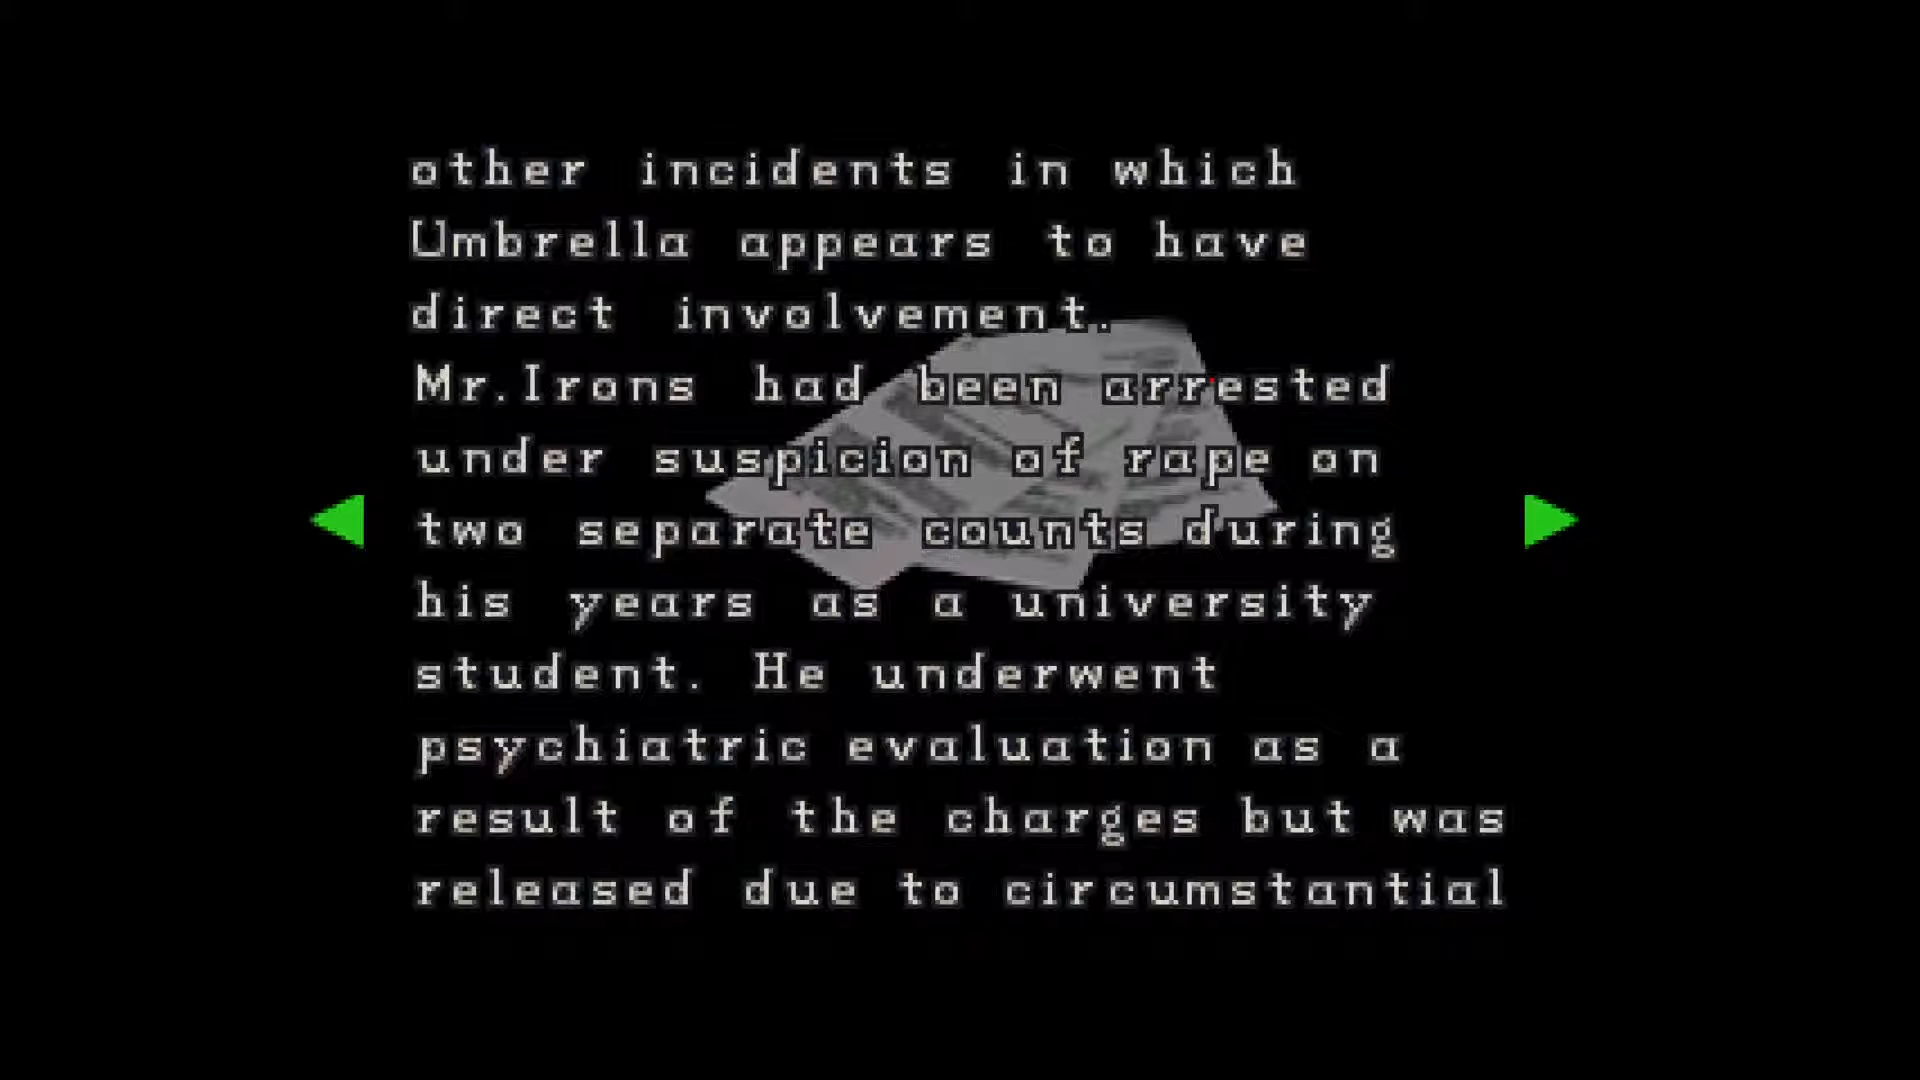 other incidents in which
Umbrella appears to have
direct involvement.
Mr.Irons had been arrested
under suspicion of rape on
two separate counts during
his years as a university
student. He underwent
psychiatric evaluation as a
result of the charges but was
released due to circumstantial